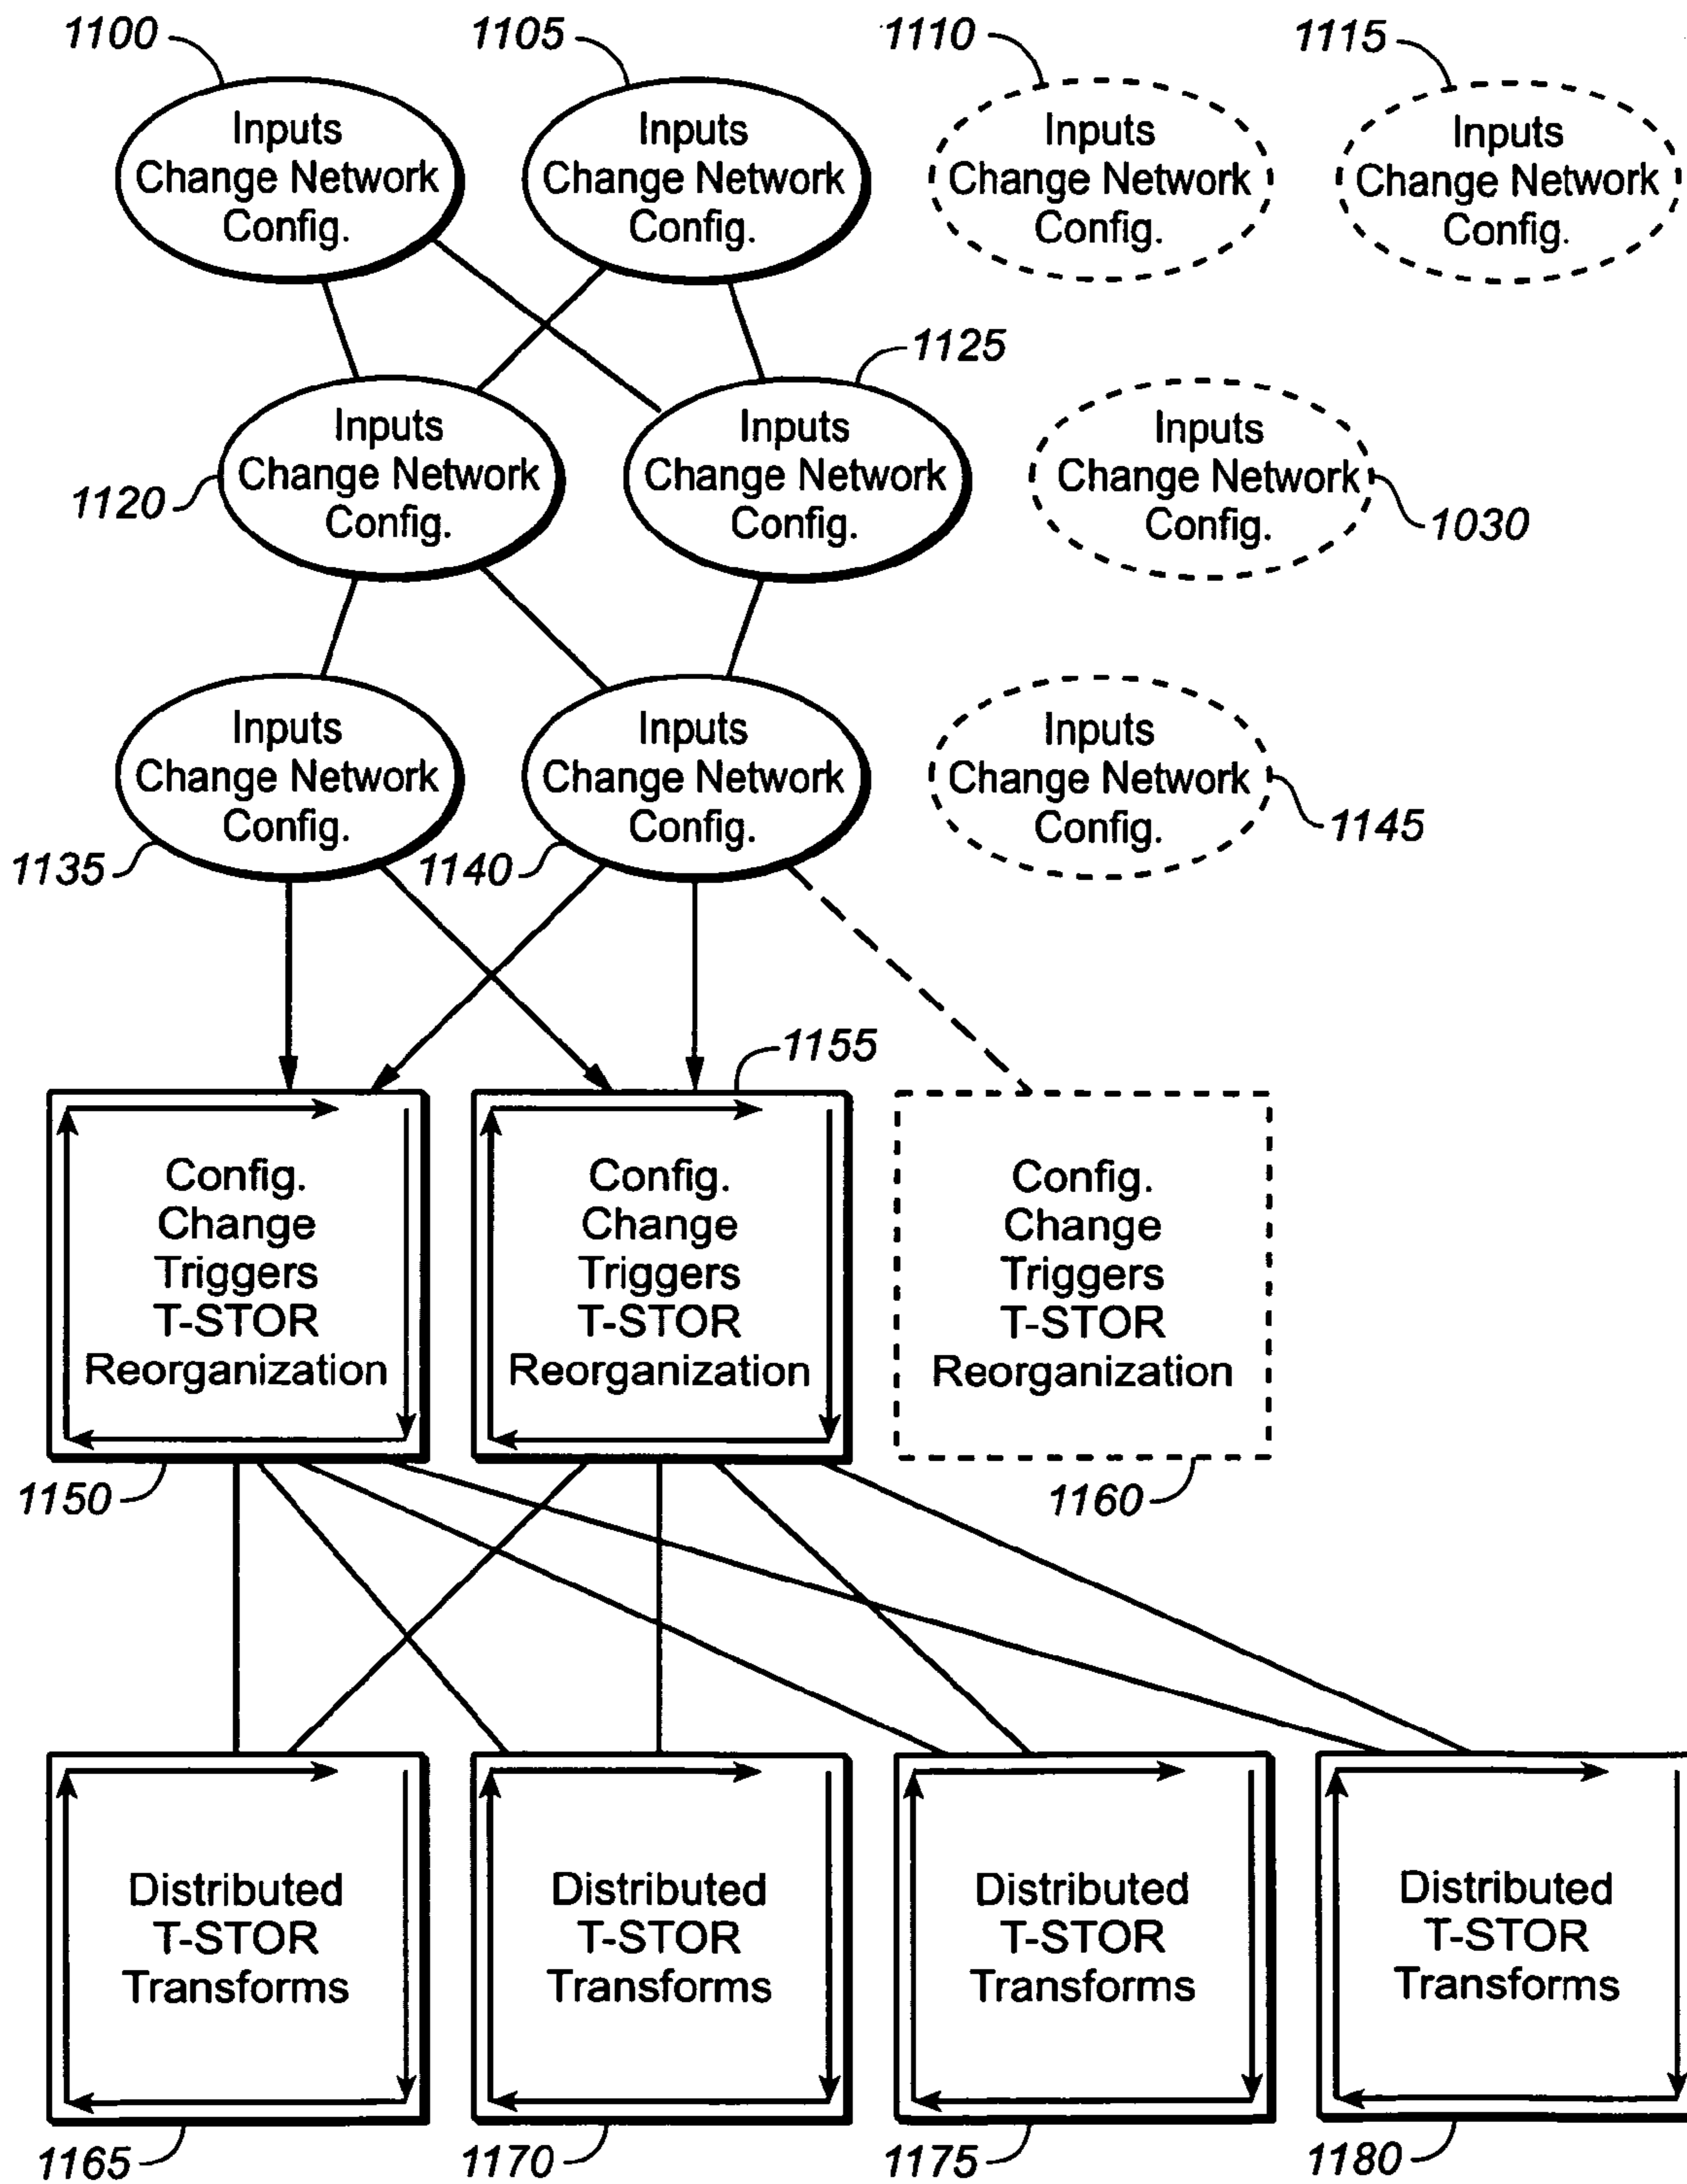 1100
1105
1110
1115
Inputs
Change Network
Config.
Inputs
Change Network
Config.
Inputs
Change Network
Config.
Inputs
Change Network
Config.
1125
Inputs
Change Network
Config.
1120
Inputs
Change Network
Config.
Inputs
Change Network
Config.
1030
Inputs
Change Network
Config.
1135
Inputs
Change Network
Config.
1140
Inputs
Change Network
Config.
1145
1155
Config.
Change
Triggers
T-STOR
Reorganization
1150
Config.
Change
Triggers
T-STOR
Reorganization
Config.
Change
Triggers
T-STOR
Reorganization
1160
Distributed
T-STOR
Transforms
1165
Distributed
T-STOR
Transforms
1170
Distributed
T-STOR
Transforms
1175
Distributed
T-STOR
Transforms
1180